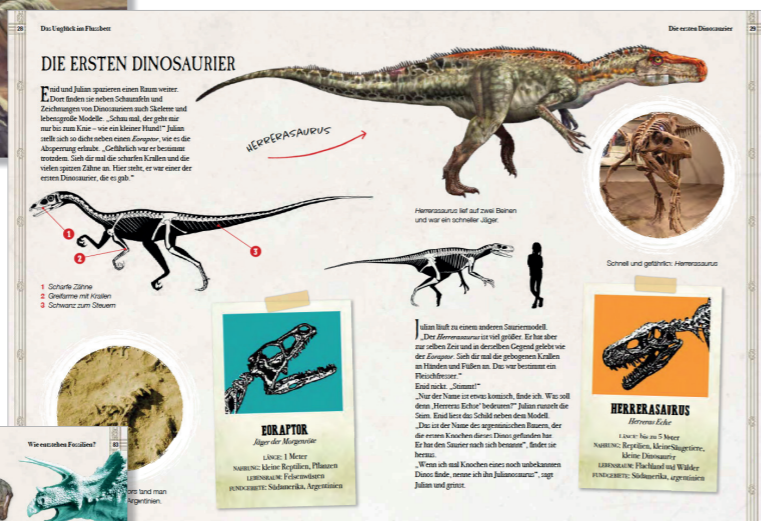 28
Das Unglück im Flussbett
DIE ERSTEN DINOSAURIER
Enid und Julian spazieren einen Raum weiter.
Dort finden sie neben Schautafeln und
Zeichnungen von Dinosauriern auch Skelette und
lebensgroße Modelle. „Schau mal, der geht mir
nur bis zum Knie – wie ein kleiner Hund!“ Julian
stellt sich so dicht neben einen Eoraptor, wie es die
Absperrung erlaubt. „Gefährlich war er bestimmt
trotzdem. Sieh dir mal die scharfen Krallen und die
vielen spitzen Zähne an. Hier steht, er war einer der
ersten Dinosaurier, die es gab.“
1
2
3
1 Scharfe Zähne
2 Greifarme mit Krallen
3 Schwanz zum Steuern
fand man
Argentinien.
EORAPTOR
Jäger der Morgenröte
LÄNGE: 1 Meter
NAHRUNG: kleine Reptilien, Pflanzen
LEBENSRAUM: Felsenwüsten
FUNDGEBIETE: Südamerika, Argentinien
Wie entstehen Fossilien?
83
Die ersten Dinosaurier
29
HERRERASAURUS
Herrerasaurus lief auf zwei Beinen
und war ein schneller Jäger.
Schnell und gefährlich: Herrerasaurus
Julian läuft zu einem anderen Sauriermodell.
„Der Herrerasaurus ist viel größer. Er hat aber
zur selben Zeit und in derselben Gegend gelebt wie
der Eoraptor. Sieh dir mal die gebogenen Krallen
an Händen und Füßen an. Das war bestimmt ein
Fleischfresser.“
Enid nickt. „Stimmt!“
„Nur der Name ist etwas komisch, finde ich. Was soll
denn ‚Herreras Echse‘ bedeuten?“ Julian runzelt die
Stirn. Enid liest das Schild neben dem Modell.
„Das ist der Name des argentinischen Bauern, der
die ersten Knochen dieses Dinos gefunden hat.
Er hat den Saurier nach sich benannt“, findet sie
heraus.
„Wenn ich mal Knochen eines noch unbekannten
Dinos finde, nenne ich ihn Julianosaurus“, sagt
Julian und grinst.
HERRERASAURUS
Herreras Echse
LÄNGE: bis zu 5 Meter
NAHRUNG: Reptilien, kleine Säugetiere,
kleine Dinosaurier
LEBENSRAUM: Flachland und Wälder
FUNDGEBIETE: Südamerika, Argentinien